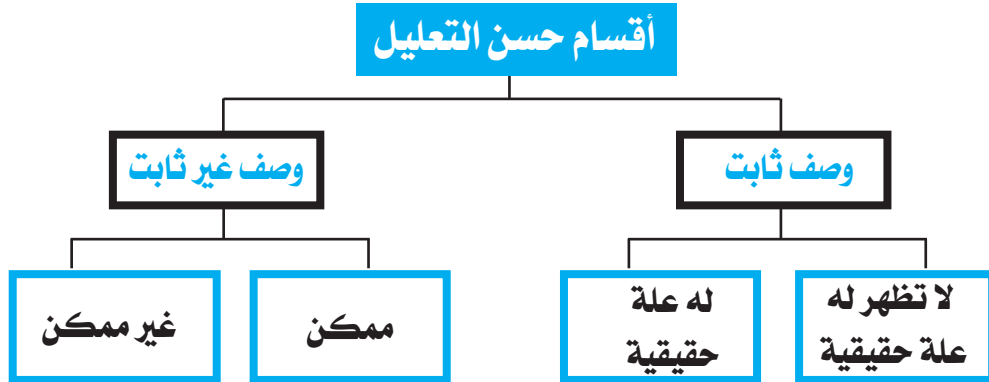 أقسام حسن التعليل
وصف ثابت
وصف غير ثابت
لا تظهر له
علة حقيقية
له علة
حقيقية
ممكن
غير ممكن